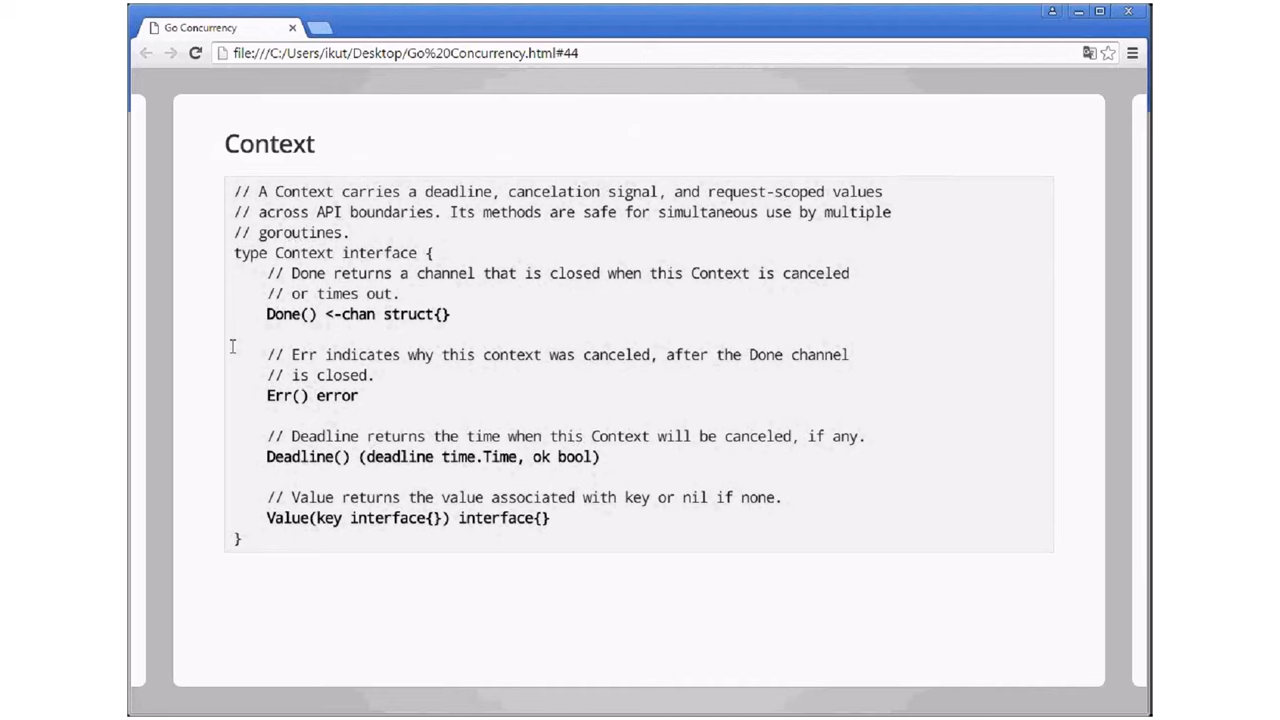 Go Concurrency
file:///C:/Users/ikut/Desktop/Go%20Concurrency.html#44
Context
// A Context carries a deadline, cancelation signal, and request-scoped values
// across API boundaries. Its methods are safe for simultaneous use by multiple
// goroutines.
type Context interface {
// Done returns a channel that is closed when this Context is canceled
// or times out.
Done() <-chan struct{}
// Err indicates why this context was canceled, after the Done channel
// is closed.
Err() error
// Deadline returns the time when this Context will be canceled, if any.
Deadline() (deadline time.Time, ok bool)
// Value returns the value associated with key or nil if none.
Value(key interface{}) interface{}
}